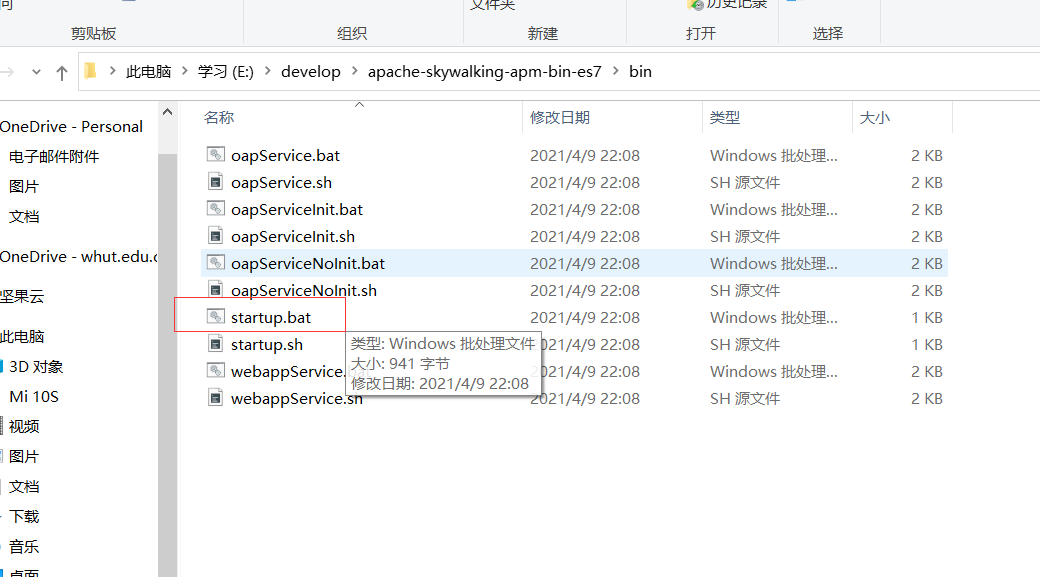 文件夹
历史记录
剪贴板 组织 新建 打开 选择
此电脑 学习 (E:) develop apache-skywalking-apm-bin-es7 bin
名称 修改日期 类型 大小
OneDrive - Personal
电子邮件附件
图片
文档
OneDrive - whut.edu.c
坚果云
此电脑
3D 对象
Mi 10S
视频
图片
文档
下载
音乐
桌面
oapService.bat 2021/4/9 22:08 Windows 批处理... 2 KB
oapService.sh 2021/4/9 22:08 SH 源文件 2 KB
oapServiceInit.bat 2021/4/9 22:08 Windows 批处理... 2 KB
oapServiceInit.sh 2021/4/9 22:08 SH 源文件 2 KB
oapServiceNoInit.bat 2021/4/9 22:08 Windows 批处理... 2 KB
oapServiceNoInit.sh 2021/4/9 22:08 SH 源文件 2 KB
startup.bat 2021/4/9 22:08 Windows 批处理... 1 KB
startup.sh 2021/4/9 22:08 SH 源文件 1 KB
webappService. 2021/4/9 22:08 Windows 批处理... 2 KB
webappService.sh 2021/4/9 22:08 SH 源文件 2 KB
类型: Windows 批处理文件
大小: 941 字节
修改日期: 2021/4/9 22:08